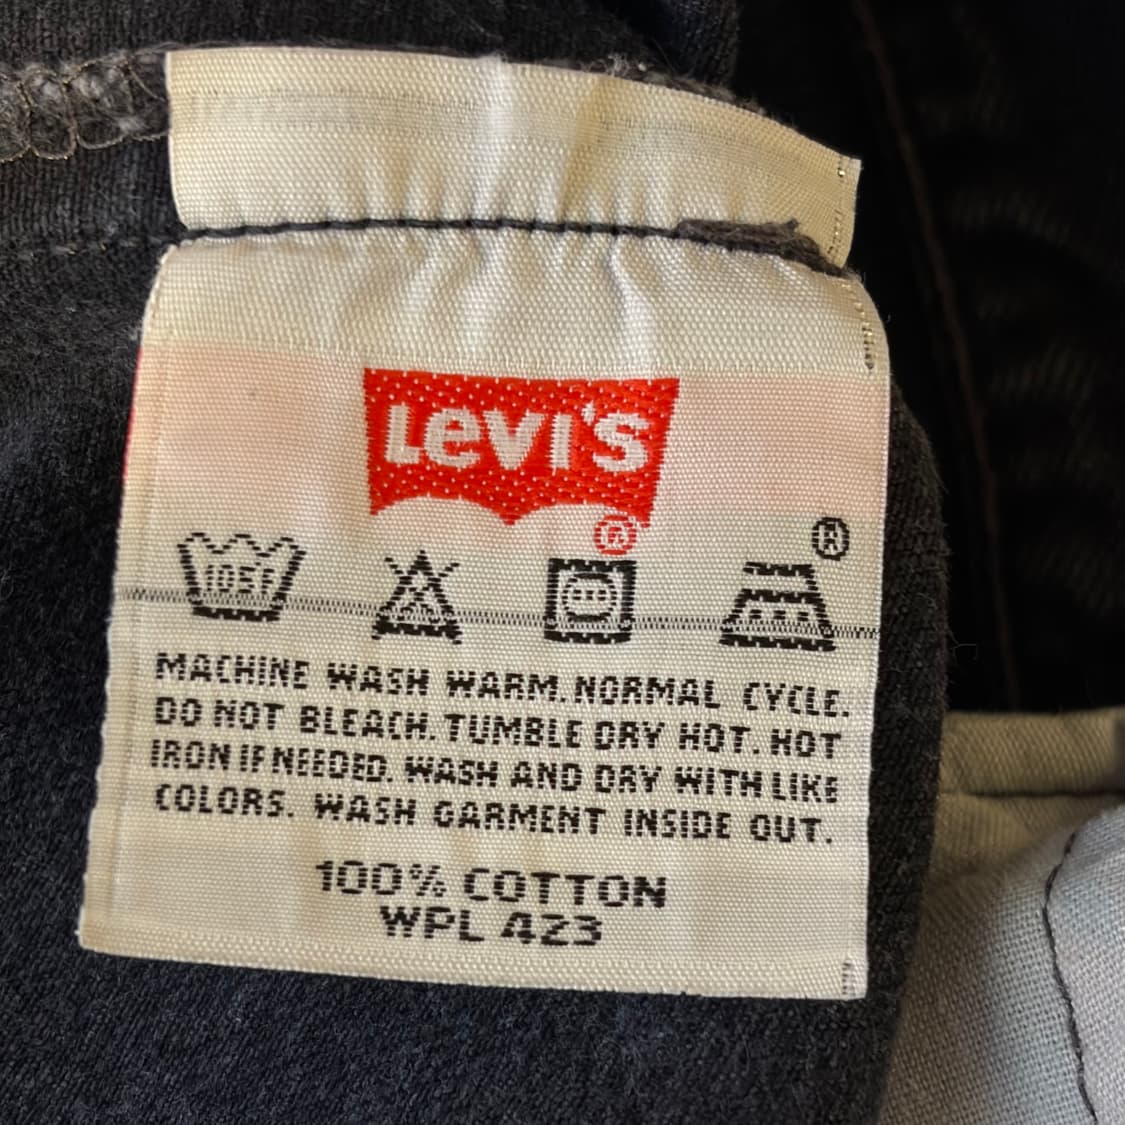 LEVI'S
®
®
105F
MACHINE WASH WARM. NORMAL CYCLE.
DO NOT BLEACH. TUMBLE DRY HOT. HOT
IRON IF NEEDED. WASH AND DRY WITH LIKE
COLORS. WASH GARMENT INSIDE OUT.
100% COTTON
WPL 423